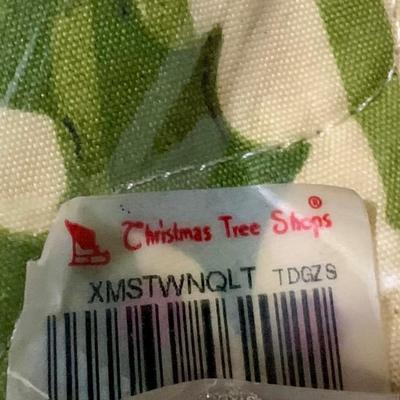 Christmas Tree Shops®
XMSTWNQLT TDGZS